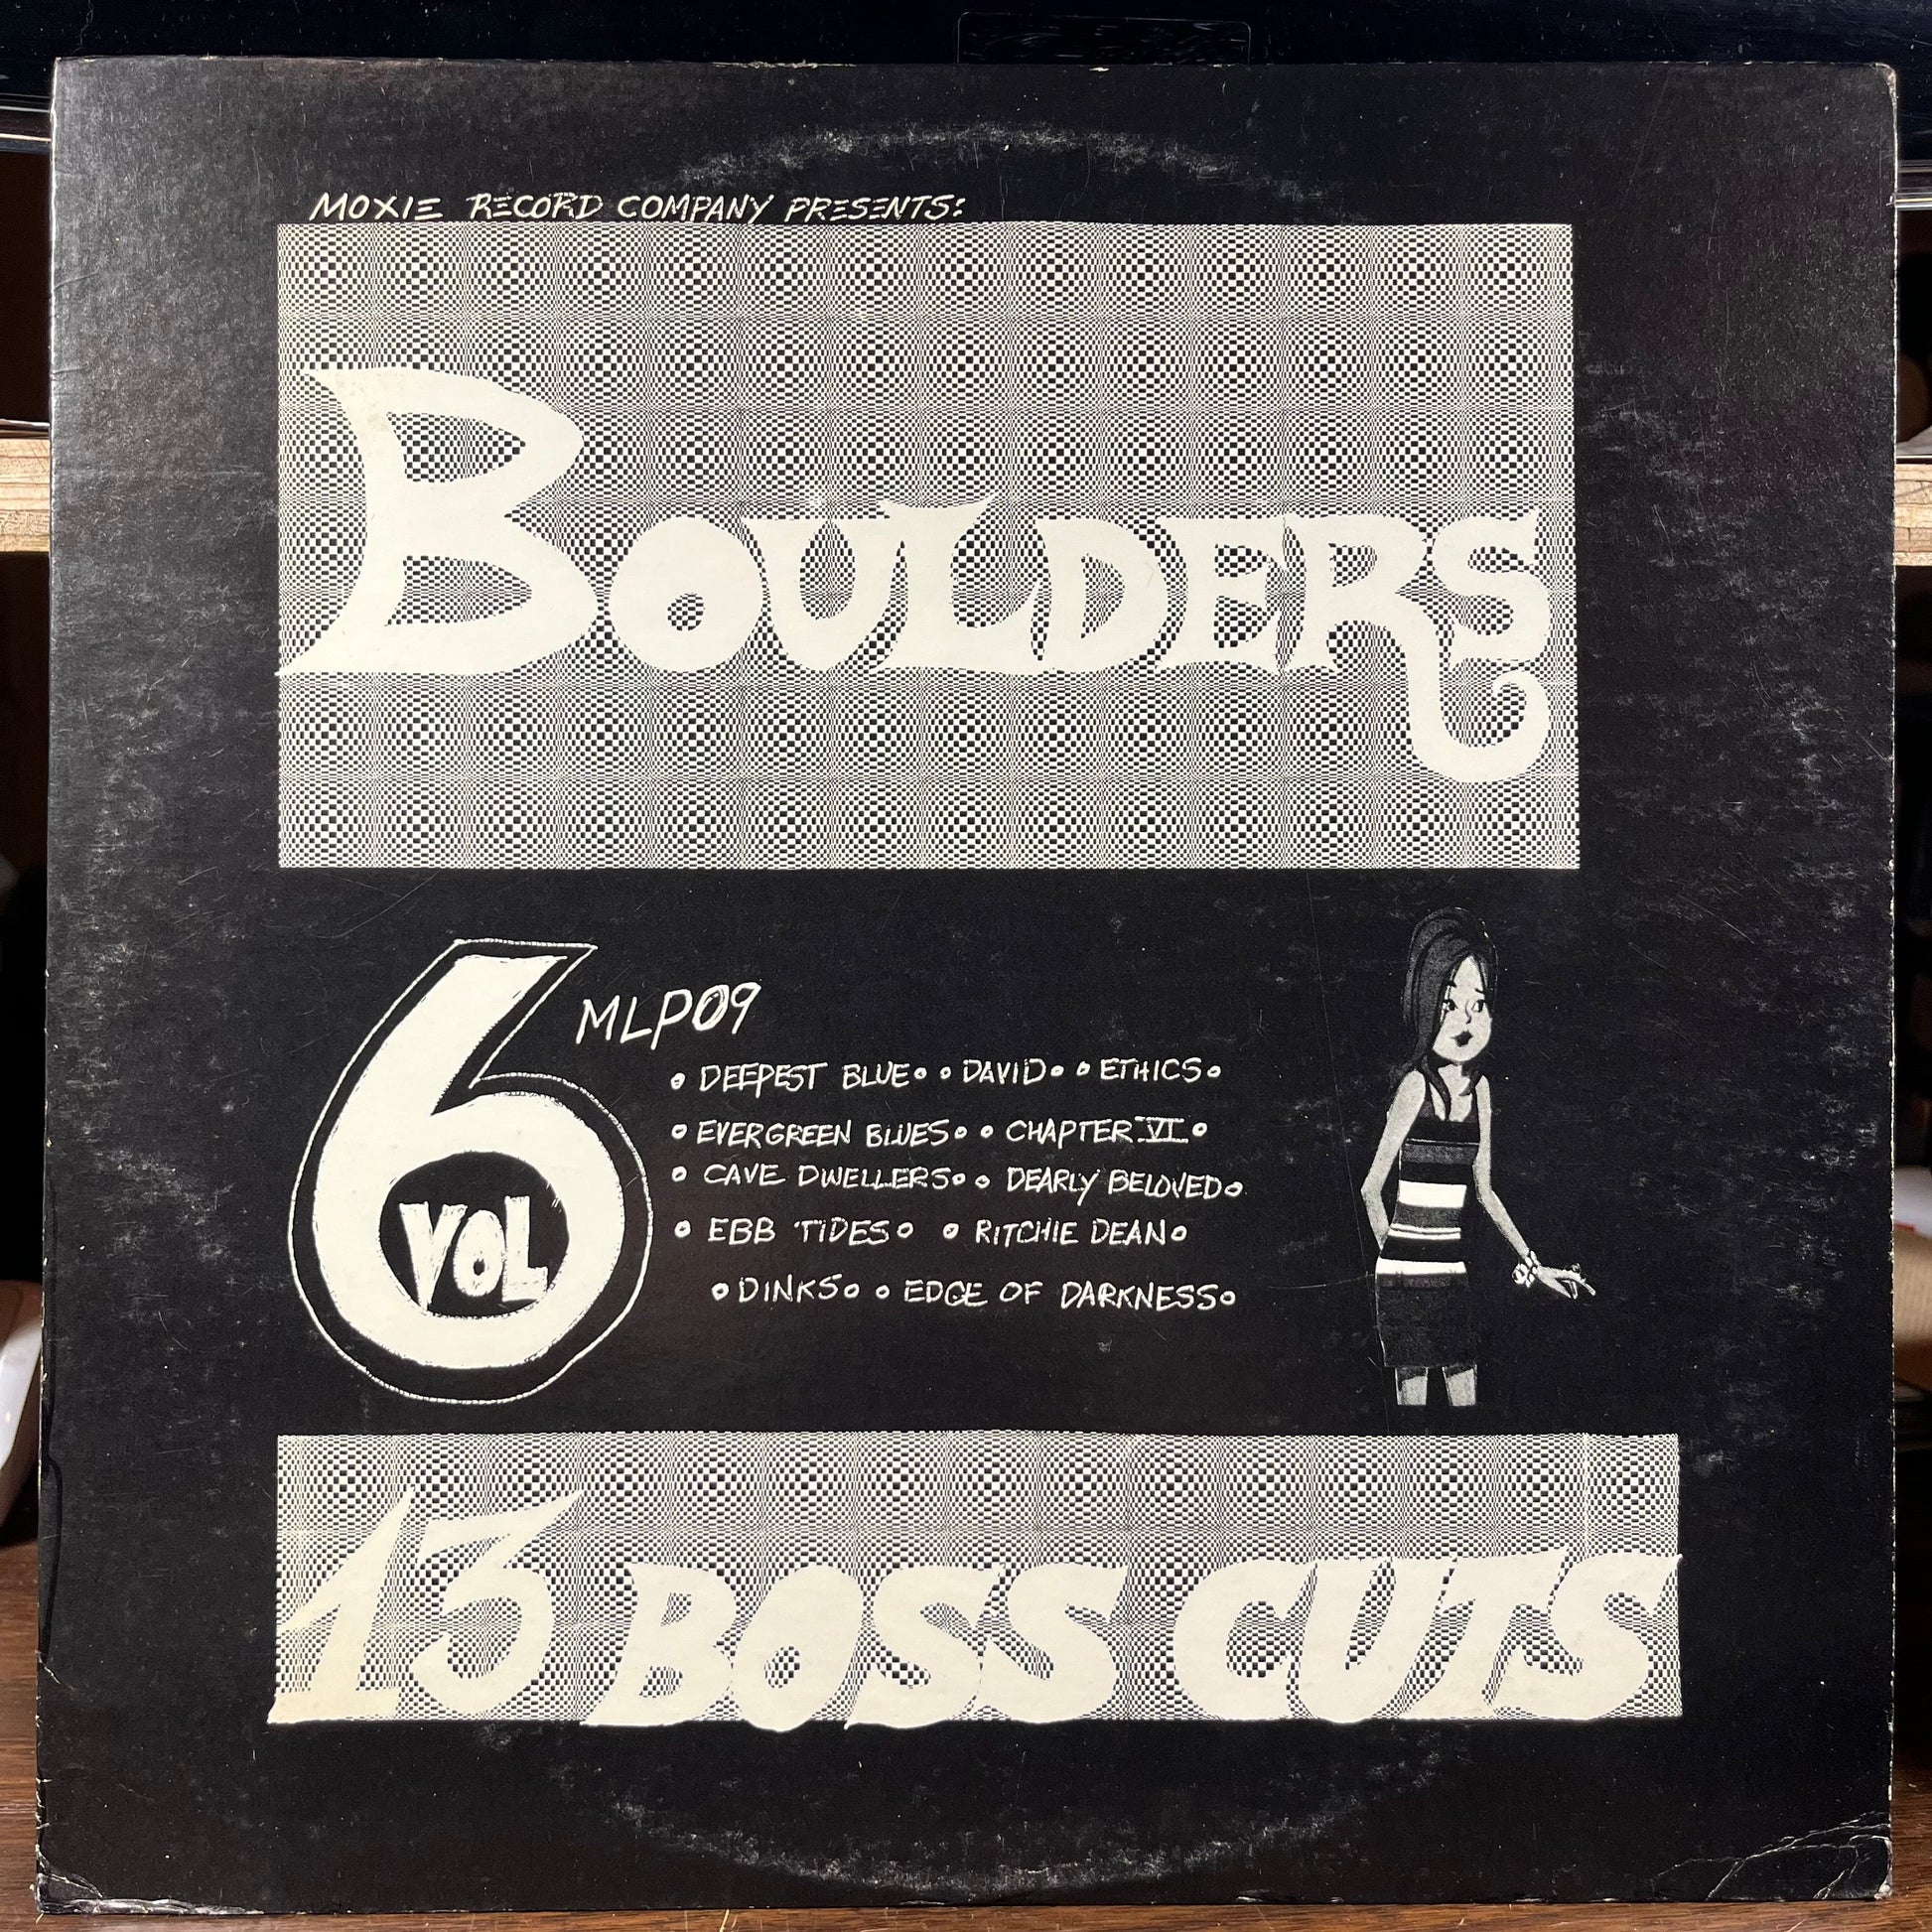 MOXIE RECORD COMPANY PRESENTS:
BOULDERS
6 VOL
MLP09
• DEEPEST BLUE • • DAVID • • ETHICS •
• EVERGREEN BLUES • • CHAPTER VI •
• CAVE DWELLERS • • DEARLY BELOVED •
• EBB TIDES • • RITCHIE DEAN •
• DINKS • • EDGE OF DARKNESS •
13 BOSS CUTS